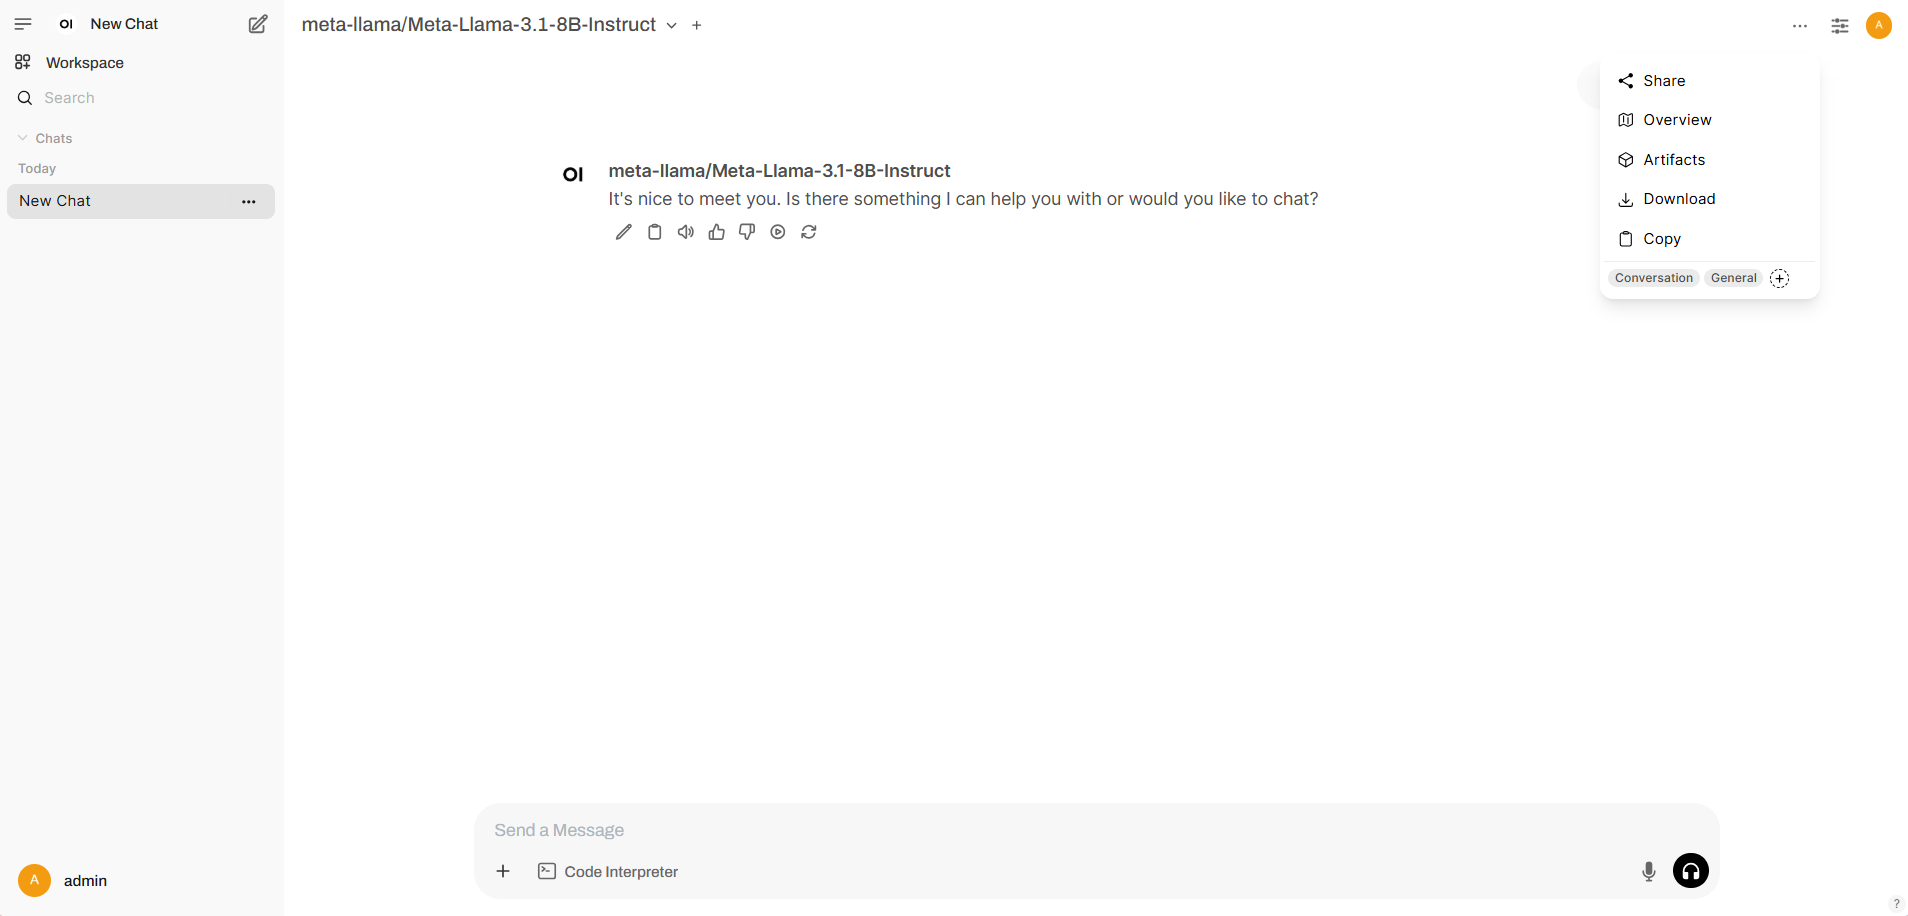 OI New Chat
Workspace
Search
Chats
Today
New Chat
A admin
meta-llama/Meta-Llama-3.1-8B-Instruct
A
OI meta-llama/Meta-Llama-3.1-8B-Instruct
It's nice to meet you. Is there something I can help you with or would you like to chat?
Share
Overview
Artifacts
Download
Copy
Conversation General
Send a Message
Code Interpreter
?